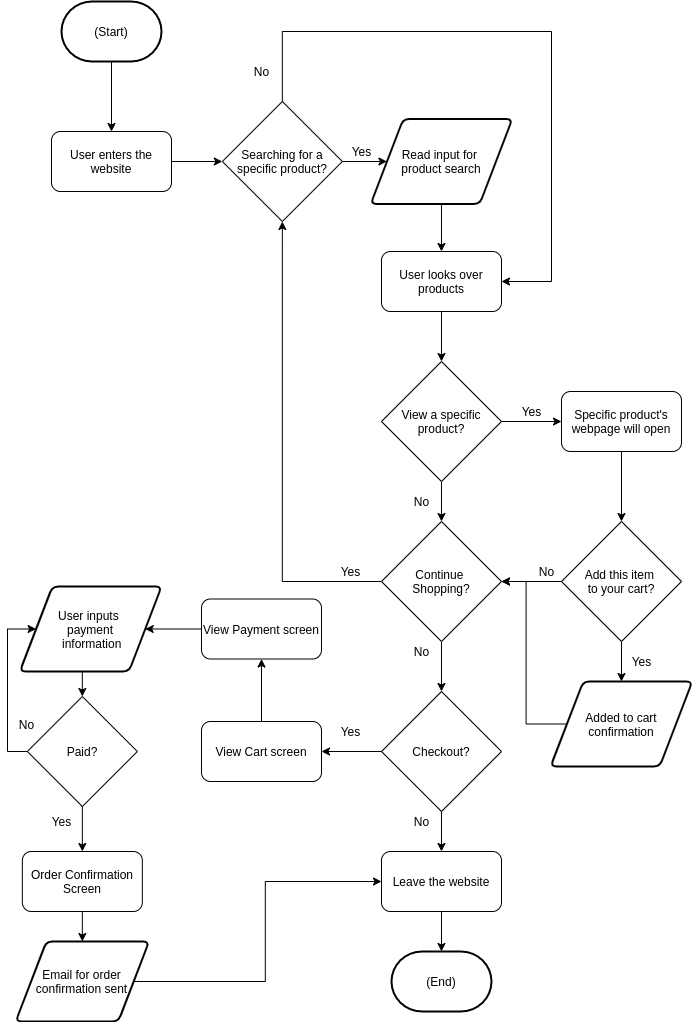 (Start)
No
User enters the
website
Searching for a
specific product?
Yes
Read input for
product search
User looks over
products
View a specific
product?
Yes
Specific product's
webpage will open
No
Yes
Continue
Shopping?
No
Add this item
to your cart?
User inputs
payment
information
View Payment screen
No
Yes
Added to cart
confirmation
No
Paid?
View Cart screen
Yes
Checkout?
Yes
No
Order Confirmation
Screen
Leave the website
Email for order
confirmation sent
(End)